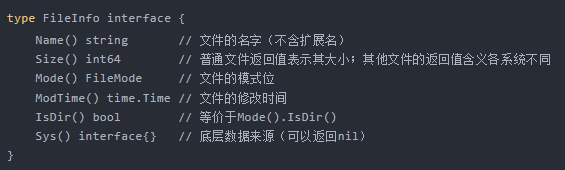 type FileInfo interface {
    Name() string       // 文件的名字（不含扩展名）
    Size() int64        // 普通文件返回值表示其大小；其他文件的返回值含义各系统不同
    Mode() FileMode     // 文件的模式位
    ModTime() time.Time // 文件的修改时间
    IsDir() bool        // 等价于Mode().IsDir()
    Sys() interface{}   // 底层数据来源（可以返回nil）
}